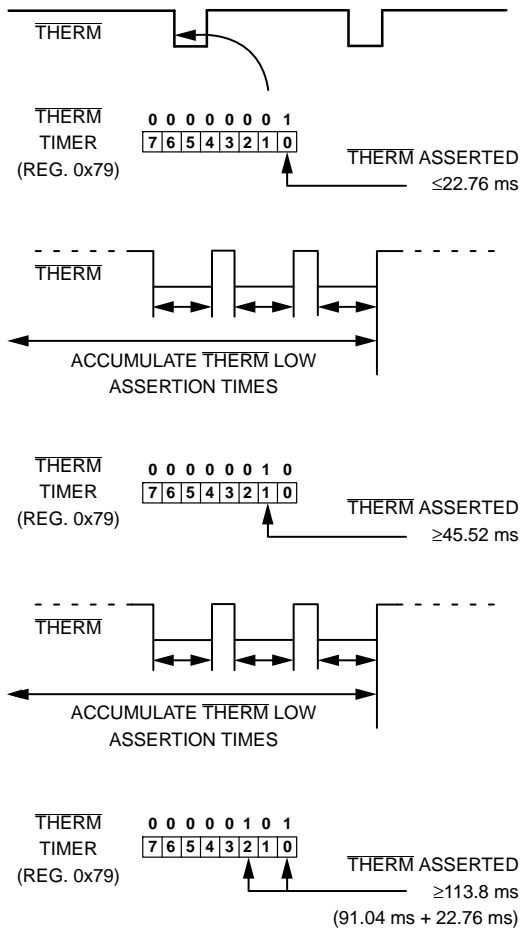 THERM
THERM
TIMER
(REG. 0x79)
0 0 0 0 0 0 0 1
7 6 5 4 3 2 1 0
THERM ASSERTED
≤22.76 ms
THERM
ACCUMULATE THERM LOW
ASSERTION TIMES
THERM
TIMER
(REG. 0x79)
0 0 0 0 0 0 1 0
7 6 5 4 3 2 1 0
THERM ASSERTED
≥45.52 ms
THERM
ACCUMULATE THERM LOW
ASSERTION TIMES
THERM
TIMER
(REG. 0x79)
0 0 0 0 0 1 0 1
7 6 5 4 3 2 1 0
THERM ASSERTED
≥113.8 ms
(91.04 ms + 22.76 ms)